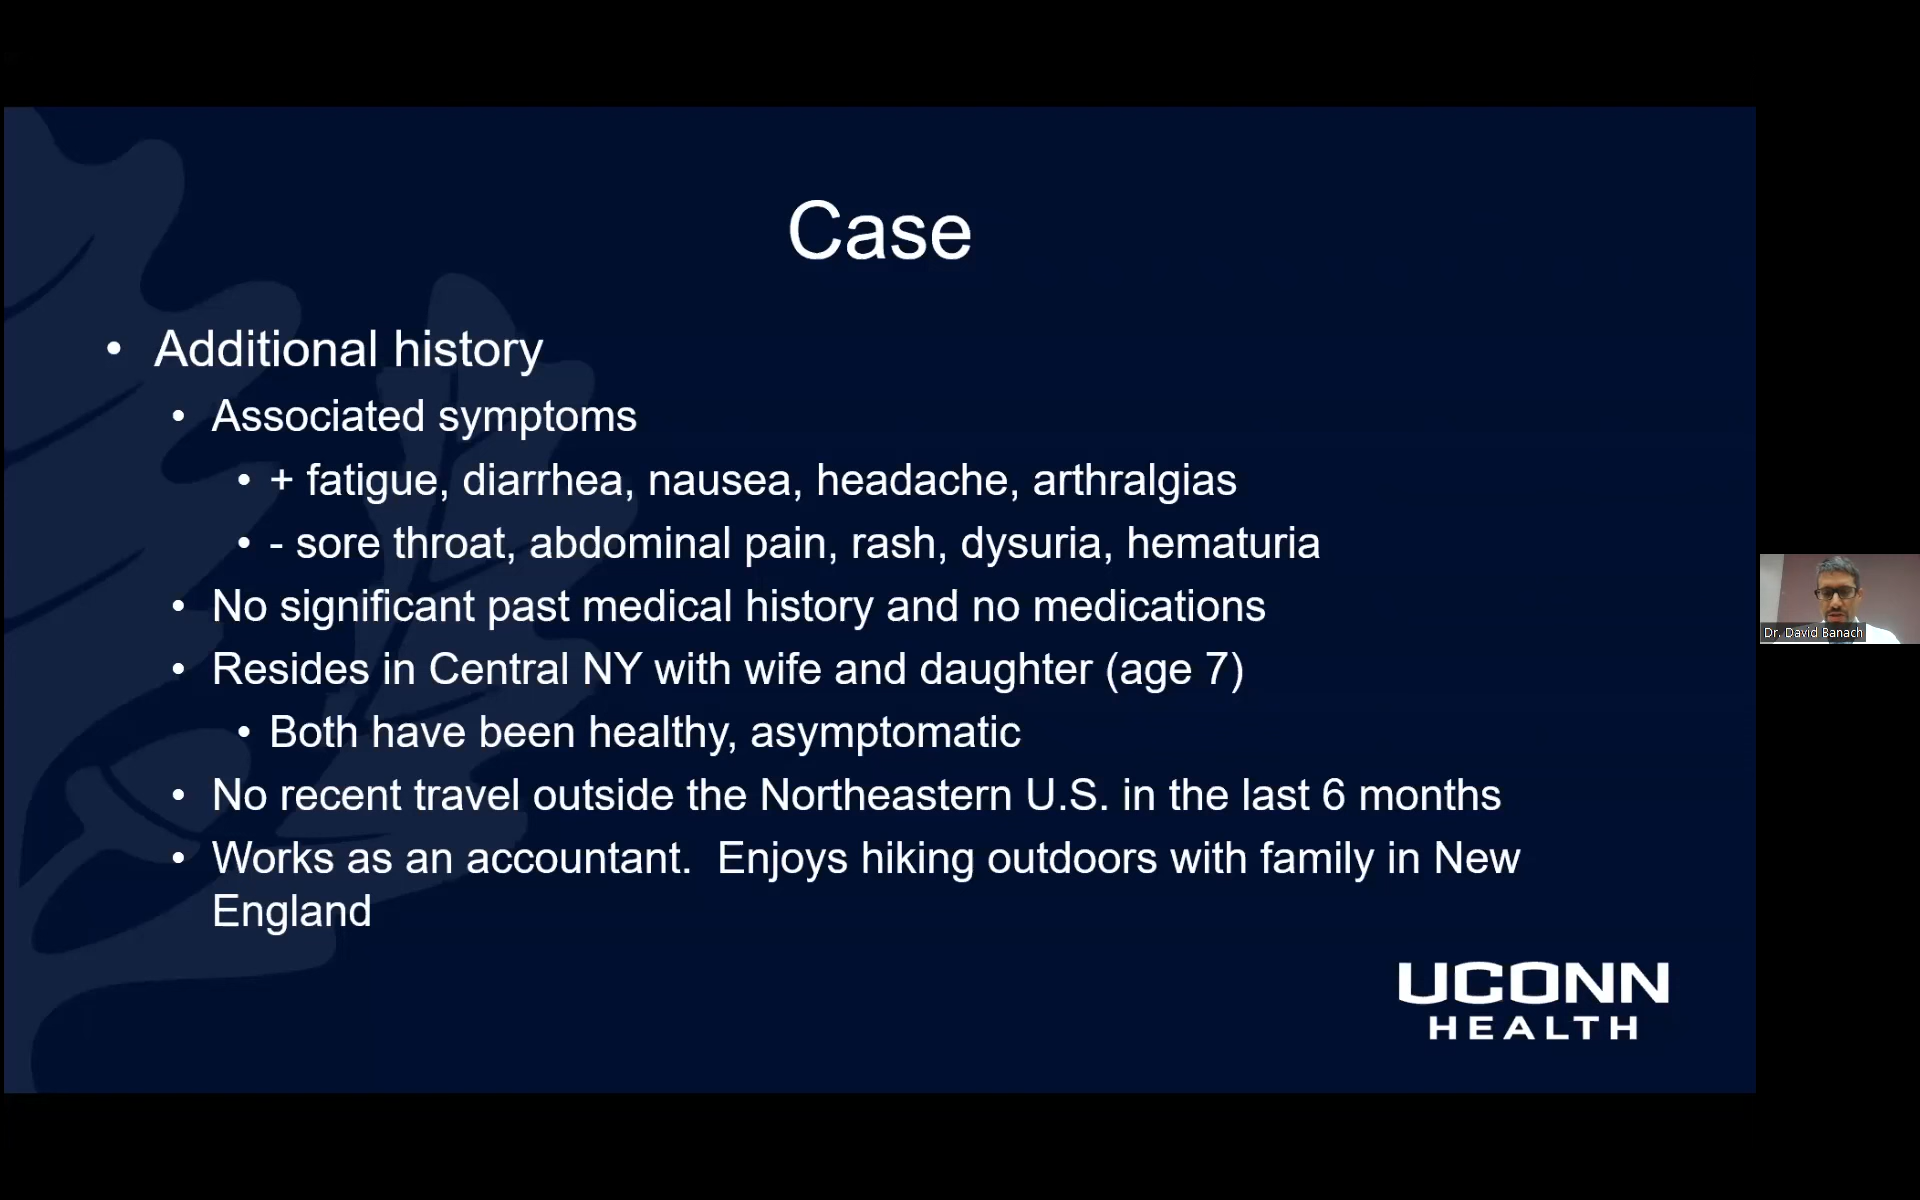 Case
• Additional history
• Associated symptoms
• + fatigue, diarrhea, nausea, headache, arthralgias
• - sore throat, abdominal pain, rash, dysuria, hematuria
• No significant past medical history and no medications
• Resides in Central NY with wife and daughter (age 7)
• Both have been healthy, asymptomatic
• No recent travel outside the Northeastern U.S. in the last 6 months
• Works as an accountant.  Enjoys hiking outdoors with family in New
England
UCONN
HEALTH
Dr. David Banach